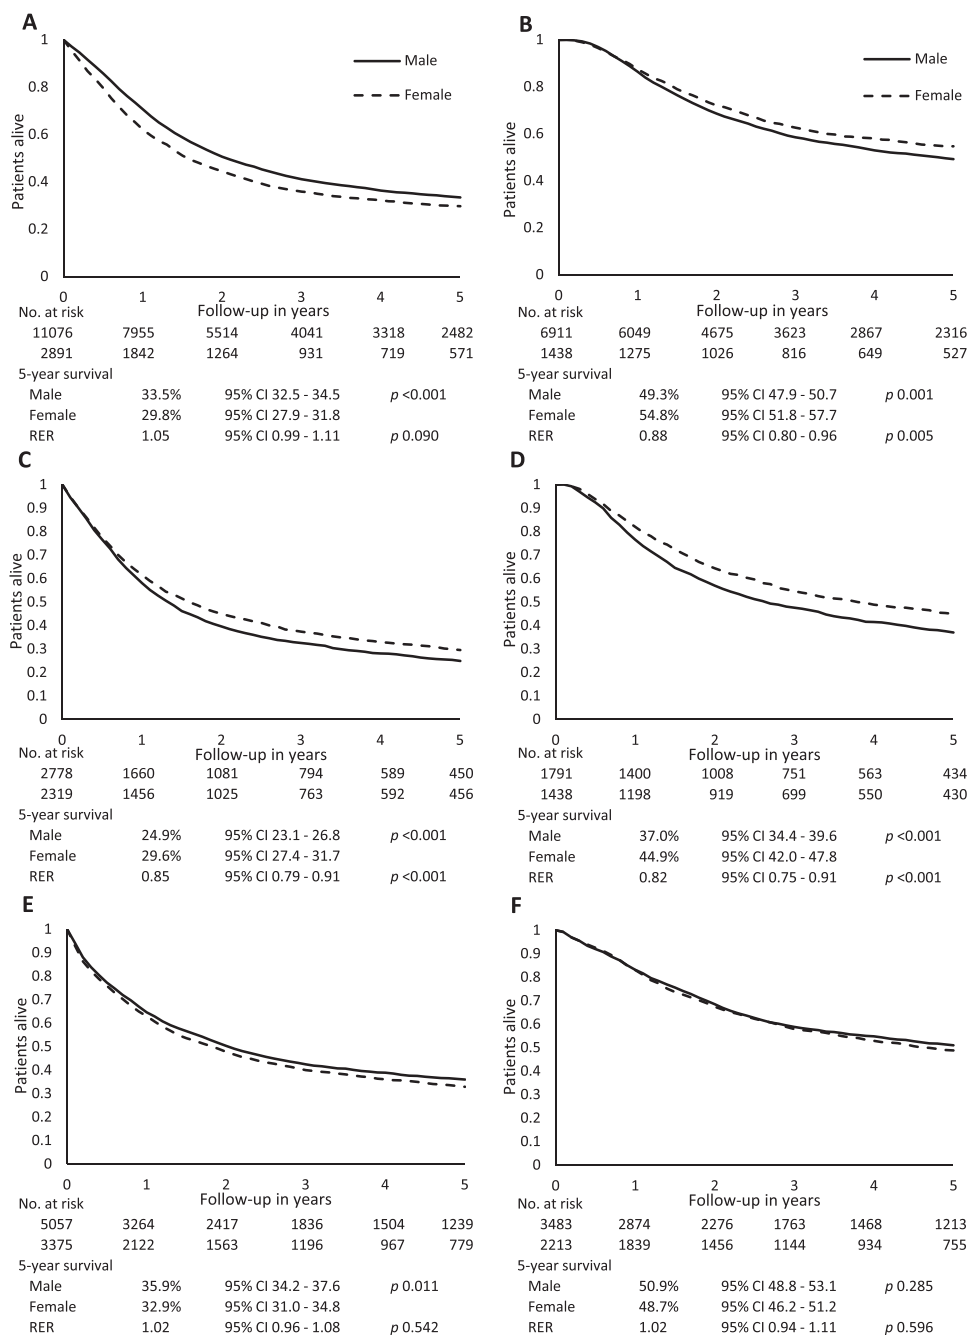 A
1
0.8
0.6
0.4
0.2
0
Patients alive
Male
Female
0 1 2 3 4 5
No. at risk
Follow-up in years
11076 7955 5514 4041 3318 2482
2891 1842 1264 931 719 571
5-year survival
Male 33.5% 95% CI 32.5 - 34.5 p <0.001
Female 29.8% 95% CI 27.9 - 31.8
RER 1.05 95% CI 0.99 - 1.11 p 0.090
B
1
0.8
0.6
0.4
0.2
0
Patients alive
Male
Female
0 1 2 3 4 5
No. at risk
Follow-up in years
6911 6049 4675 3623 2867 2316
1438 1275 1026 816 649 527
5-year survival
Male 49.3% 95% CI 47.9 - 50.7 p 0.001
Female 54.8% 95% CI 51.8 - 57.7
RER 0.88 95% CI 0.80 - 0.96 p 0.005
C
1
0.9
0.8
0.7
0.6
0.5
0.4
0.3
0.2
0.1
0
Patients alive
0 1 2 3 4 5
No. at risk
Follow-up in years
2778 1660 1081 794 589 450
2319 1456 1025 763 592 456
5-year survival
Male 24.9% 95% CI 23.1 - 26.8 p <0.001
Female 29.6% 95% CI 27.4 - 31.7
RER 0.85 95% CI 0.79 - 0.91 p <0.001
D
1
0.9
0.8
0.7
0.6
0.5
0.4
0.3
0.2
0.1
0
Patients alive
0 1 2 3 4 5
No. at risk
Follow-up in years
1791 1400 1008 751 563 434
1438 1198 919 699 550 430
5-year survival
Male 37.0% 95% CI 34.4 - 39.6 p <0.001
Female 44.9% 95% CI 42.0 - 47.8
RER 0.82 95% CI 0.75 - 0.91 p <0.001
E
1
0.9
0.8
0.7
0.6
0.5
0.4
0.3
0.2
0.1
0
Patients alive
0 1 2 3 4 5
No. at risk
Follow-up in years
5057 3264 2417 1836 1504 1239
3375 2122 1563 1196 967 779
5-year survival
Male 35.9% 95% CI 34.2 - 37.6 p 0.011
Female 32.9% 95% CI 31.0 - 34.8
RER 1.02 95% CI 0.96 - 1.08 p 0.542
F
1
0.9
0.8
0.7
0.6
0.5
0.4
0.3
0.2
0.1
0
Patients alive
0 1 2 3 4 5
No. at risk
Follow-up in years
3483 2874 2276 1763 1468 1213
2213 1839 1456 1144 934 755
5-year survival
Male 50.9% 95% CI 48.8 - 53.1 p 0.285
Female 48.7% 95% CI 46.2 - 51.2
RER 1.02 95% CI 0.94 - 1.11 p 0.596